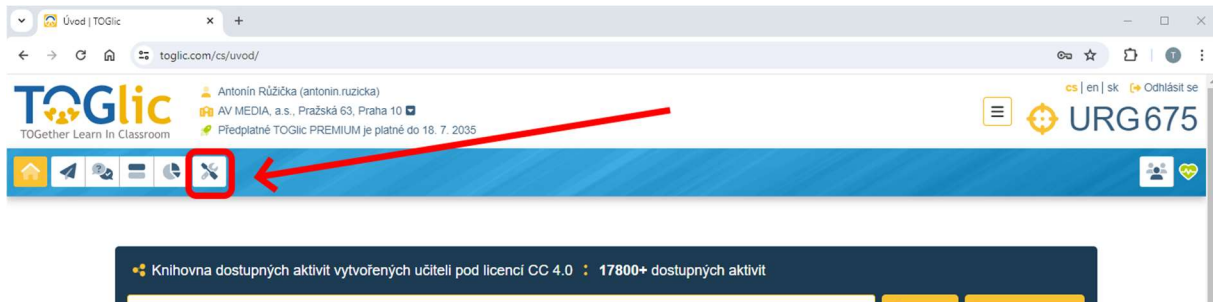 Úvod | TOGlic
toglic.com/cs/uvod/
T
TOGlic
TOGether Learn In Classroom
Antonín Růžička (antonin.ruzicka)
AV MEDIA, a.s., Pražská 63, Praha 10
Předplatné TOGlic PREMIUM je platné do 18. 7. 2035
cs | en | sk Odhlásit se
URG675
Knihovna dostupných aktivit vytvořených učiteli pod licencí CC 4.0 : 17800+ dostupných aktivit